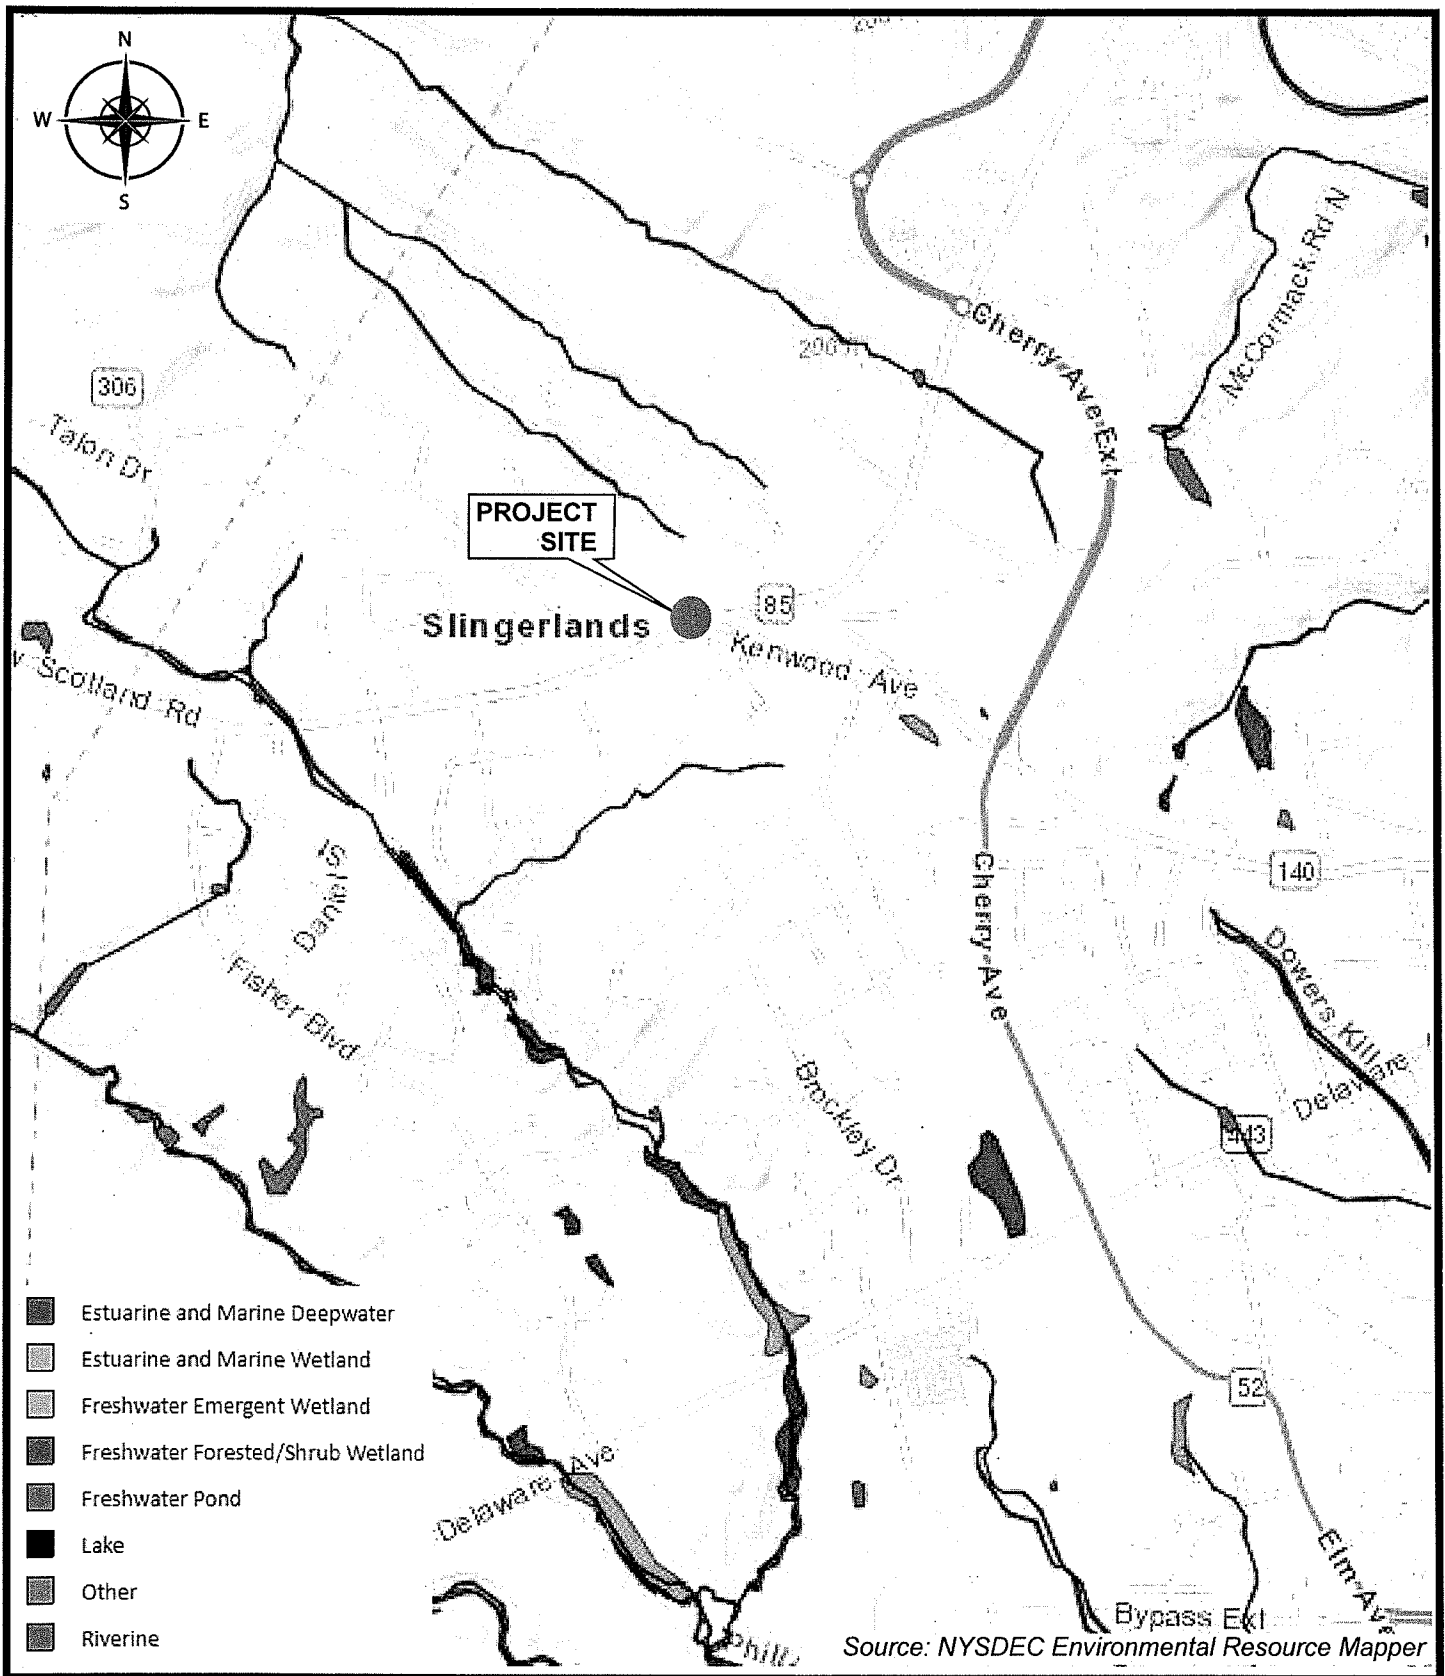 N
W E
S
Cherry Ave Ext
McCormack Rd N
306
Talon Dr
PROJECT
SITE
Slingerlands
85
Kenwood Ave
Scotland Rd
Daniel St
Fisher Blvd
Cherry Ave
140
Dowers Kill
Delaware
443
Brockley Dr
Estuarine and Marine Deepwater
Estuarine and Marine Wetland
Freshwater Emergent Wetland
Freshwater Forested/Shrub Wetland
Freshwater Pond
Lake
Other
Riverine
52
Delaware Ave
Elm Ave
Bypass Ext
Source: NYSDEC Environmental Resource Mapper